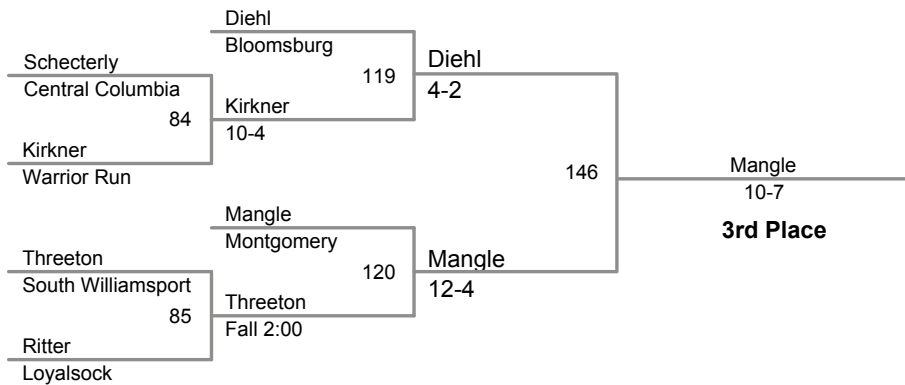 Diehl
Bloomsburg
Schecterly
Central Columbia
119
Diehl
4-2
84
Kirkner
10-4
Kirkner
Warrior Run
146
Mangle
10-7
3rd Place
Mangle
Montgomery
Threeton
South Williamsport
120
Mangle
12-4
85
Threeton
Fall 2:00
Ritter
Loyalsock